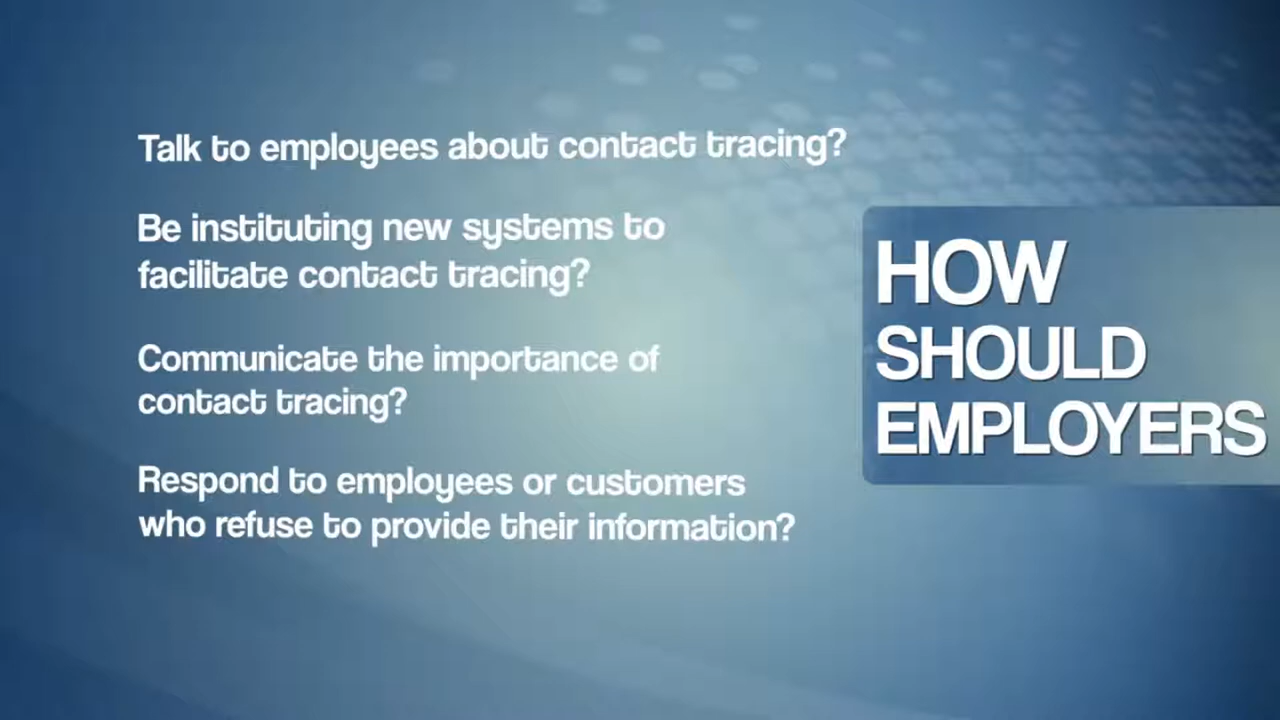 Talk to employees about contact tracing?
Be instituting new systems to
facilitate contact tracing?
Communicate the importance of
contact tracing?
Respond to employees or customers
who refuse to provide their information?
HOW
SHOULD
EMPLOYERS